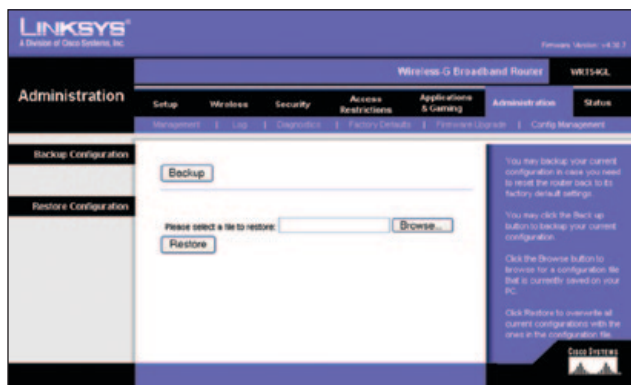 LINKSYS®
A Division of Cisco Systems, Inc.
Firmware Version: v4.30.7
Wireless-G Broadband Router WRT54GL
Administration
Setup Wireless Security Access Restrictions Applications & Gaming Administration Status
Management | Log | Diagnostics | Factory Defaults | Firmware Upgrade | Config Management
Backup Configuration
Backup
Restore Configuration
Please select a file to restore: Browse...
Restore
You may backup your current
configuration in case you need
to reset the router back to its
factory default settings.
You may click the Back up
button to backup your current
configuration.
Click the Browse button to
browse for a configuration file
that is currently saved on your
PC.
Click Restore to overwrite all
current configurations with the
ones in the configuration file.
CISCO SYSTEMS